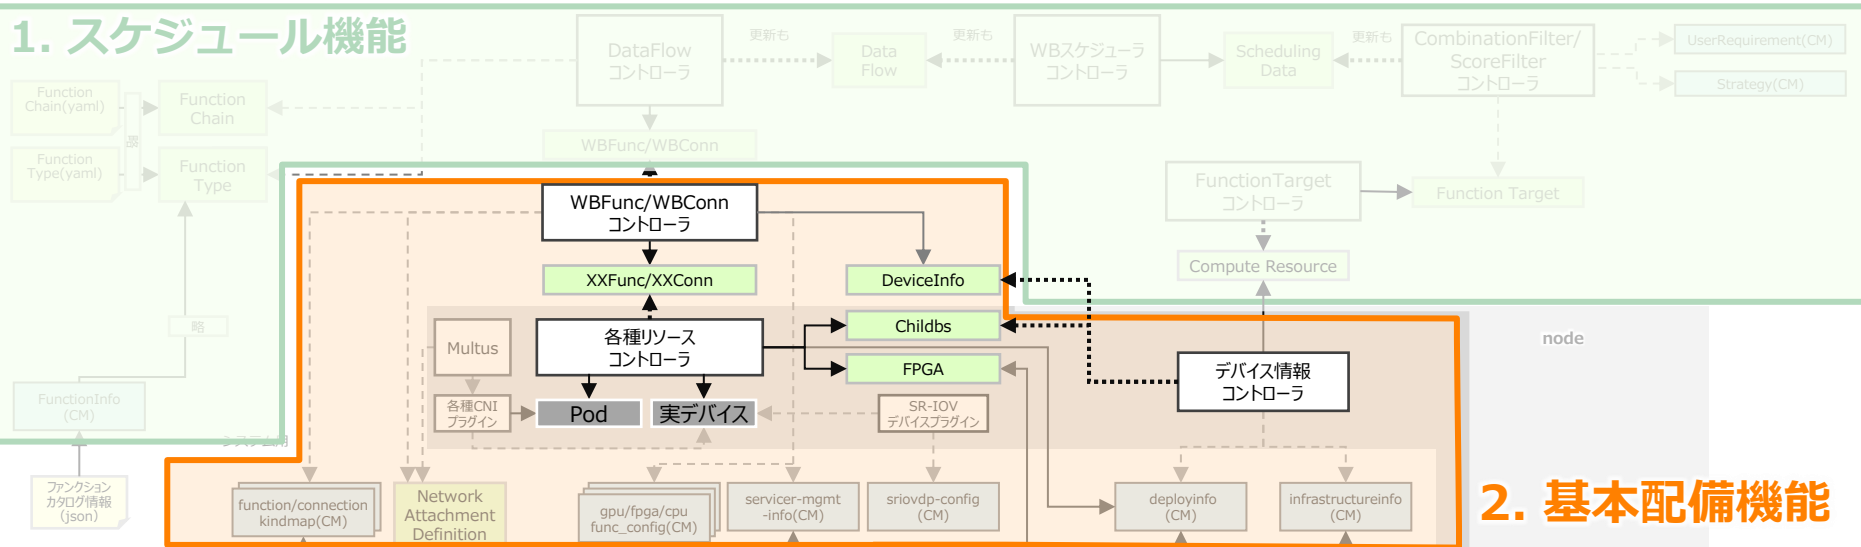 1. スケジュール機能
DataFlow
コントローラ
更新も
Data
Flow
更新も
WBスケジューラ
コントローラ
Scheduling
Data
更新も
CombinationFilter/
ScoreFilter
コントローラ
UserRequirement(CM)
Strategy(CM)
Function
Chain(yaml)
Function
Chain
略
Function
Type(yaml)
Function
Type
WBFunc/WBConn
WBFunc/WBConn
コントローラ
FunctionTarget
コントローラ
Function Target
XXFunc/XXConn
DeviceInfo
Compute Resource
略
Multus
各種リソース
コントローラ
Childbs
FPGA
デバイス情報
コントローラ
node
FunctionInfo
(CM)
各種CNI
プラグイン
Pod
実デバイス
SR-IOV
デバイスプラグイン
ファンクション
カタログ情報
(json)
function/connection
kindmap(CM)
Network
Attachment
Definition
gpu/fpga/cpu
func_config(CM)
servicer-mgmt
-info(CM)
sriovdp-config
(CM)
deployinfo
(CM)
infrastructureinfo
(CM)
2. 基本配備機能